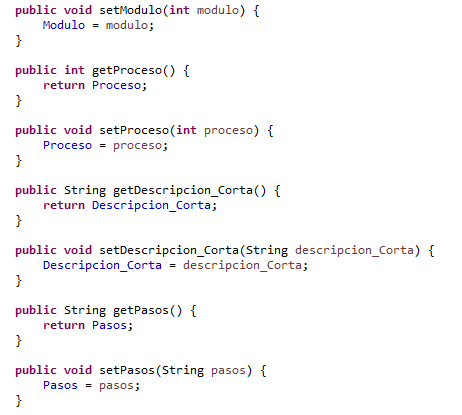 public void setModulo(int modulo) {
    Modulo = modulo;
}

public int getProceso() {
    return Proceso;
}

public void setProceso(int proceso) {
    Proceso = proceso;
}

public String getDescripcion_Corta() {
    return Descripcion_Corta;
}

public void setDescripcion_Corta(String descripcion_Corta) {
    Descripcion_Corta = descripcion_Corta;
}

public String getPasos() {
    return Pasos;
}

public void setPasos(String pasos) {
    Pasos = pasos;
}